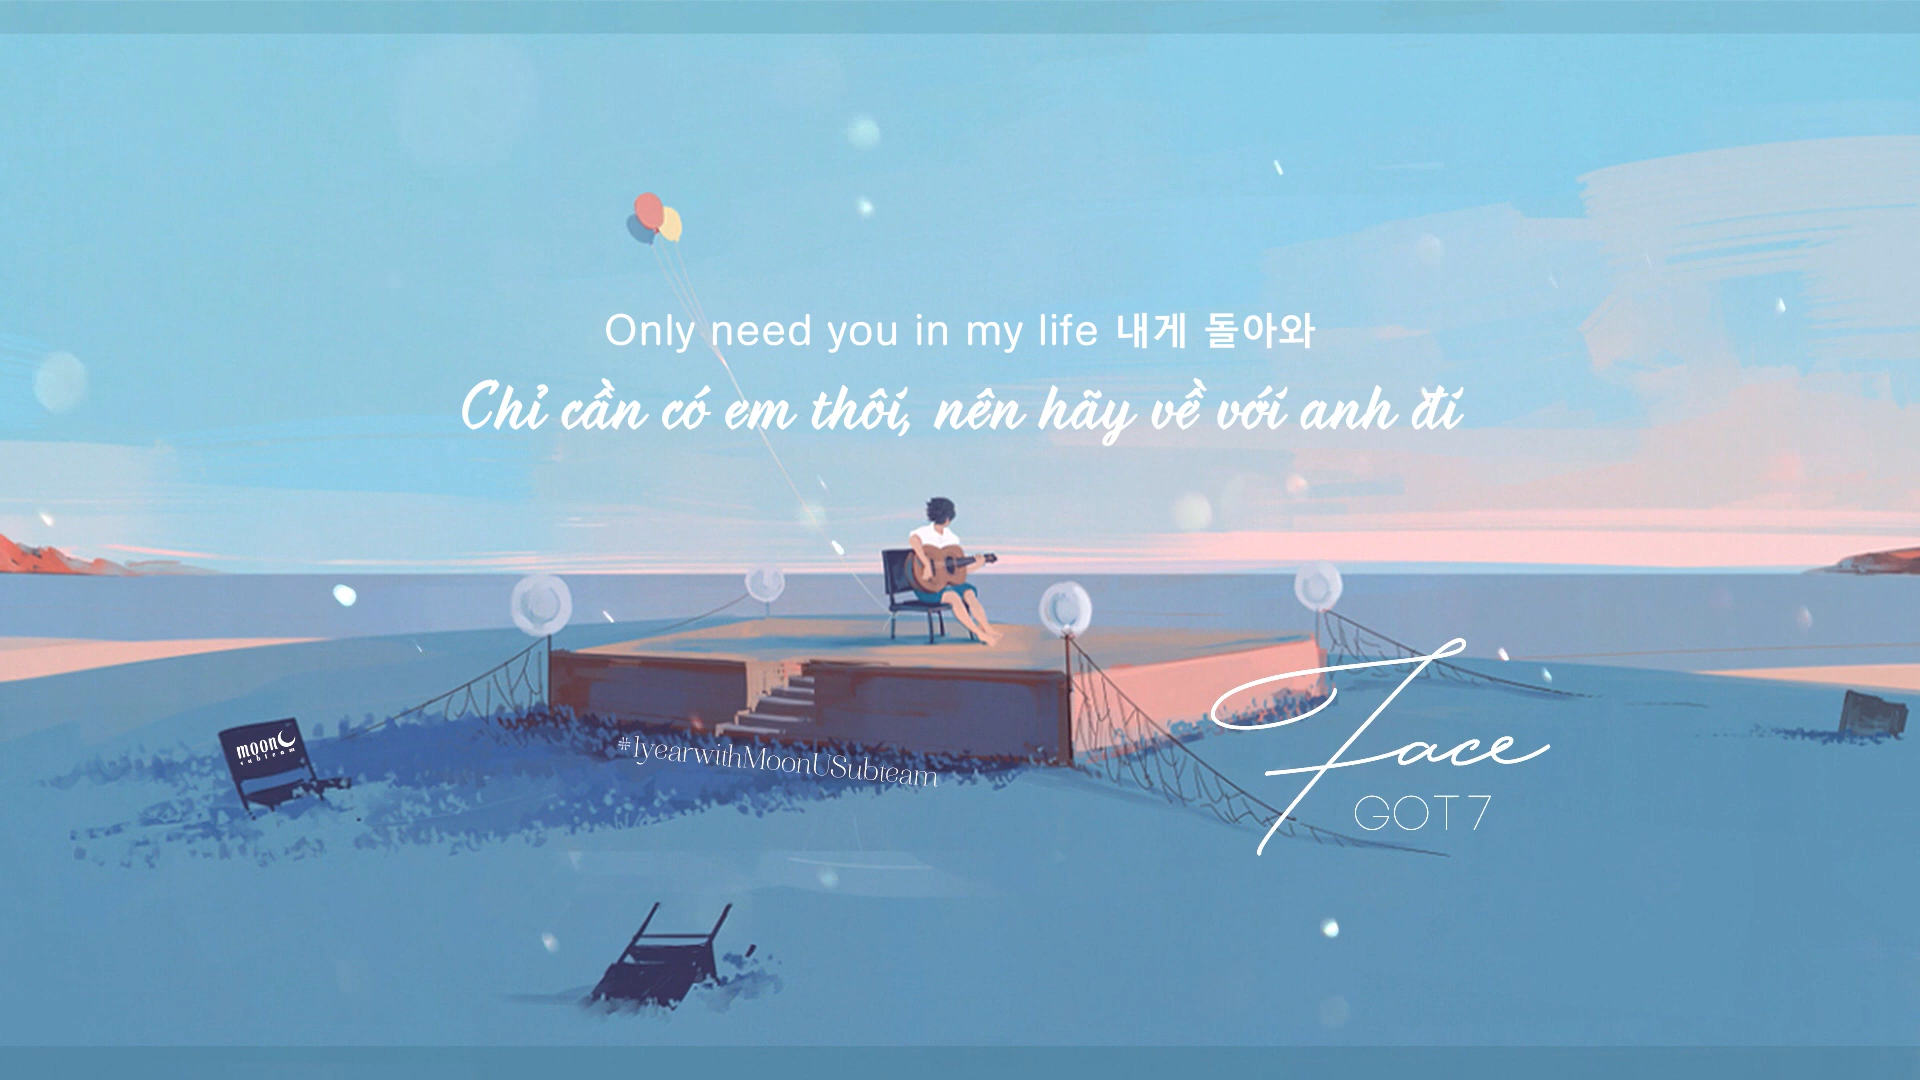 Only need you in my life 내게 돌아와
Chỉ cần có em thôi, nên hãy về với anh đi
Face
GOT7
moon
subteam
#1yearwithMoonUSubteam